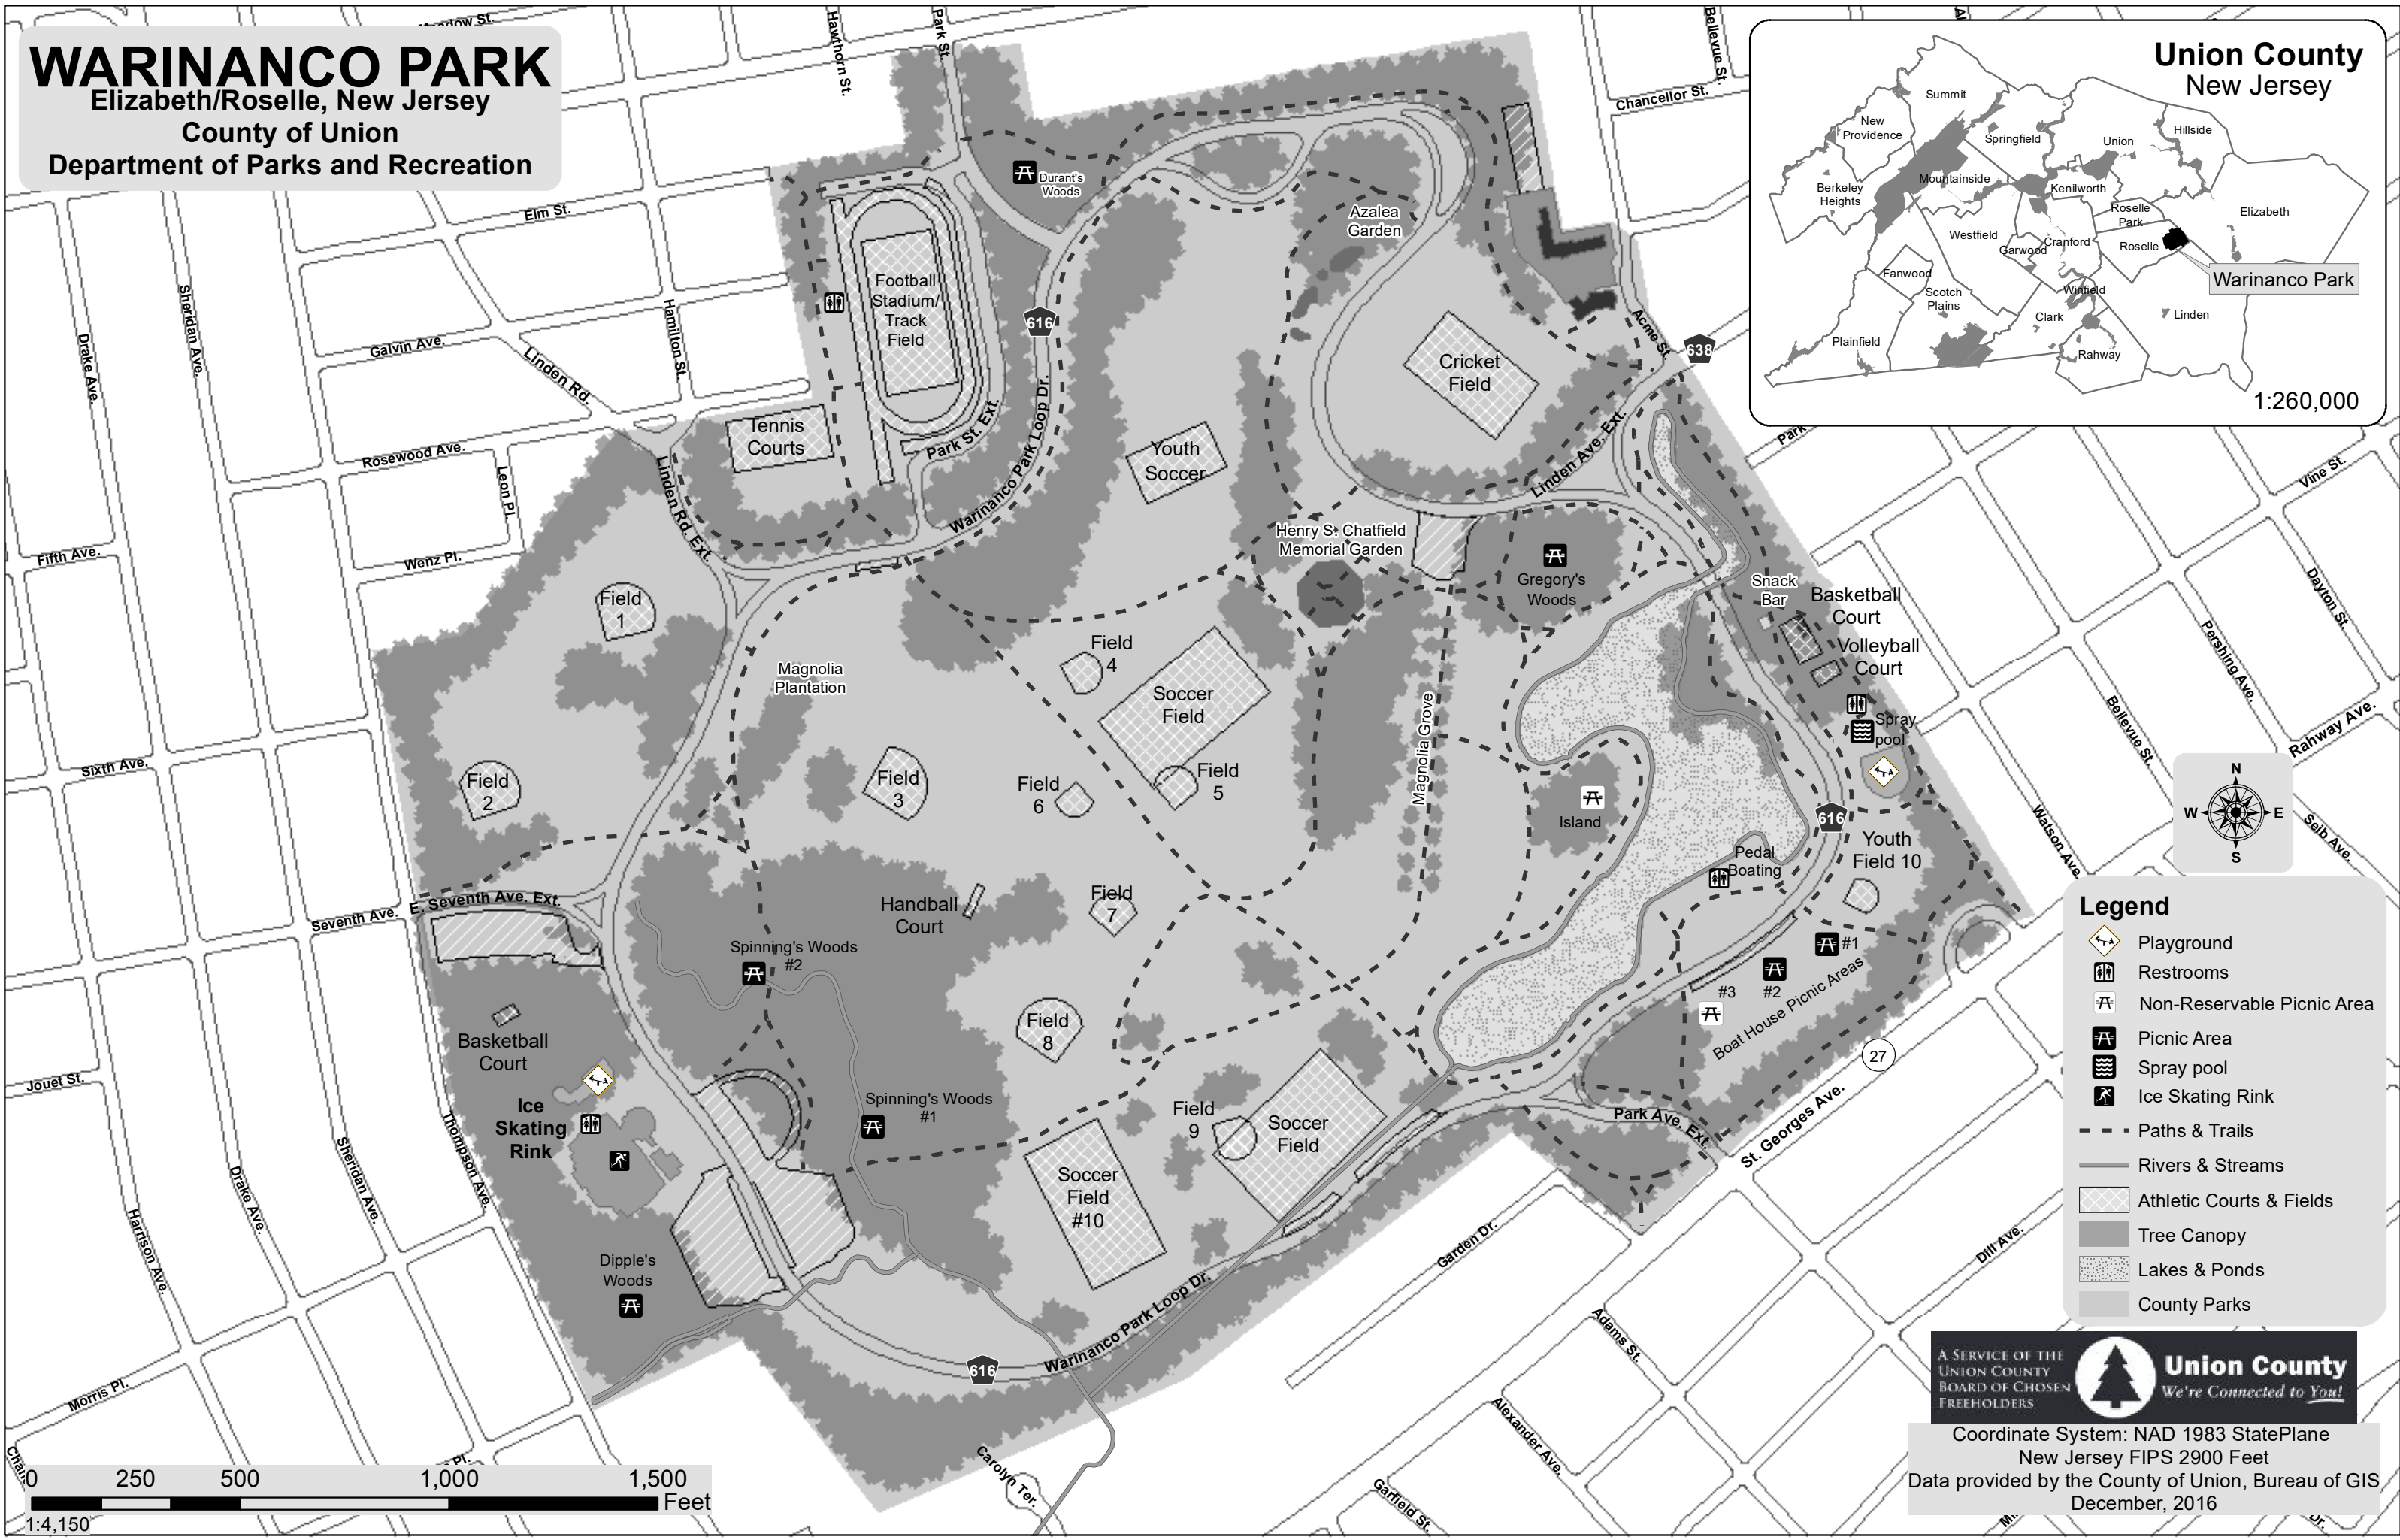 WARINANCO PARK
Elizabeth/Roselle, New Jersey
County of Union
Department of Parks and Recreation
Hawthorn St.
Park St.
Bellevue St.
Chancellor St.
Union County
New Jersey
Summit
New
Providence
Springfield
Union
Hillside
Berkeley
Heights
Mountainside
Kenilworth
Roselle
Park
Elizabeth
Westfield
Garwood
Cranford
Roselle
Warinanco Park
Fanwood
Scotch
Plains
Winfield
Clark
Linden
Plainfield
Rahway
1:260,000
Elm St.
Durant's
Woods
Azalea
Garden
Sheridan Ave.
Drake Ave.
Hamilton St.
Galvin Ave.
Linden Rd.
Football
Stadium/
Track
Field
616
Cricket
Field
Acme St.
638
Rosewood Ave.
Leon Pl.
Tennis
Courts
Park St. Ext.
Warinanco Park Loop Dr.
Youth
Soccer
Linden Ave. Ext.
Park
Vine St.
Linden Rd. Ext.
Fifth Ave.
Wenz Pl.
Henry S. Chatfield
Memorial Garden
Gregory's
Woods
Snack
Bar
Basketball
Court
Volleyball
Court
Dayton St.
Pershing Ave.
Field
1
Field
4
Magnolia
Plantation
Soccer
Field
Magnolia Grove
Spray
pool
Bellevue St.
Rahway Ave.
Sixth Ave.
Field
2
Field
3
Field
6
Field
5
Island
616
Pedal
Boating
Youth
Field 10
Watson Ave.
Selb Ave.
N
W
E
S
Seventh Ave.
E. Seventh Ave. Ext.
Handball
Court
Field
7
Spinning's Woods
#2
#1
#2
#3
Boat House Picnic Areas
27
Legend
Playground
Restrooms
Non-Reservable Picnic Area
Picnic Area
Spray pool
Ice Skating Rink
Paths & Trails
Rivers & Streams
Athletic Courts & Fields
Tree Canopy
Lakes & Ponds
County Parks
Basketball
Court
Field
8
Jouet St.
Ice
Skating
Rink
Spinning's Woods
#1
Field
9
Soccer
Field
Park Ave. Ext.
St. Georges Ave.
Thompson Ave.
Sheridan Ave.
Drake Ave.
Harrison Ave.
Soccer
Field
#10
Dipple's
Woods
Garden Dr.
Dill Ave.
Adams St.
Warinanco Park Loop Dr.
616
Morris Pl.
Alexander Ave.
Carolyn Ter.
Garfield St.
A Service of the
Union County
Board of Chosen
Freeholders
Union County
We're Connected to You!
Coordinate System: NAD 1983 StatePlane
New Jersey FIPS 2900 Feet
Data provided by the County of Union, Bureau of GIS
December, 2016
0 250 500 1,000 1,500
Feet
1:4,150